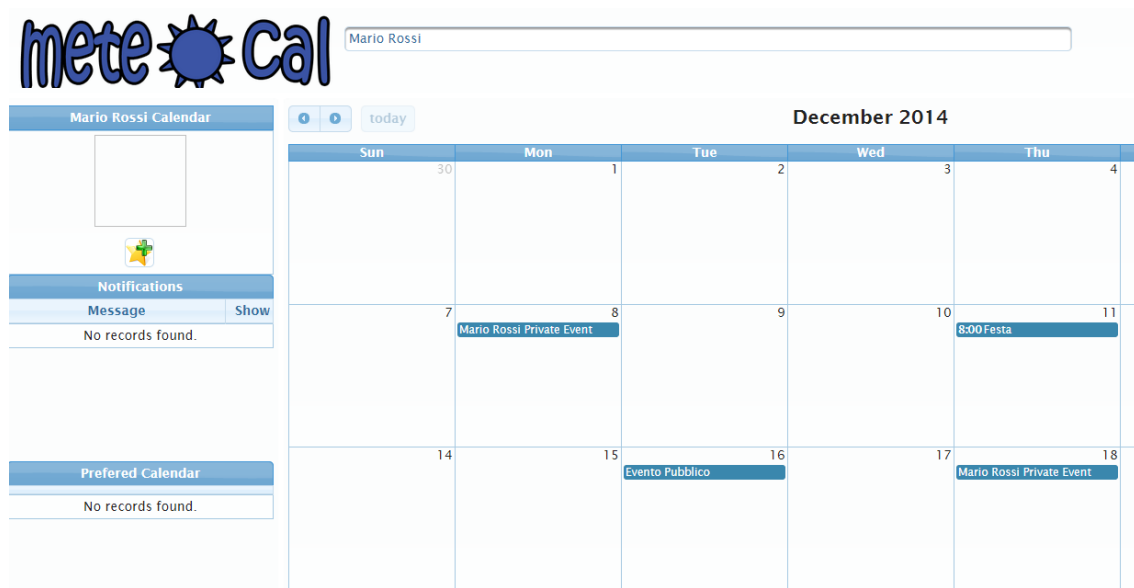 mete Cal
Mario Rossi
Mario Rossi Calendar
today
December 2014
Sun Mon Tue Wed Thu
30 1 2 3 4
Notifications
Message Show
No records found.
7 8 9 10 11
Mario Rossi Private Event 8:00 Festa
14 15 16 17 18
Evento Pubblico Mario Rossi Private Event
Prefered Calendar
No records found.